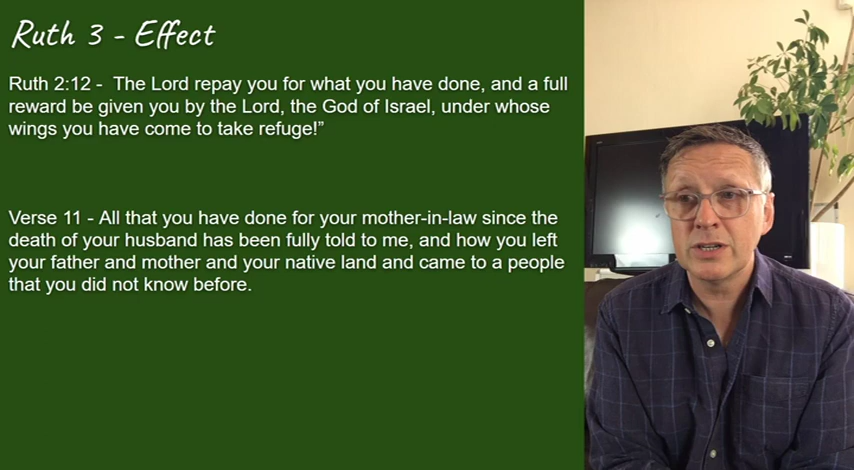 Ruth 3 - Effect
Ruth 2:12 -  The Lord repay you for what you have done, and a full
reward be given you by the Lord, the God of Israel, under whose
wings you have come to take refuge!”
Verse 11 - All that you have done for your mother-in-law since the
death of your husband has been fully told to me, and how you left
your father and mother and your native land and came to a people
that you did not know before.